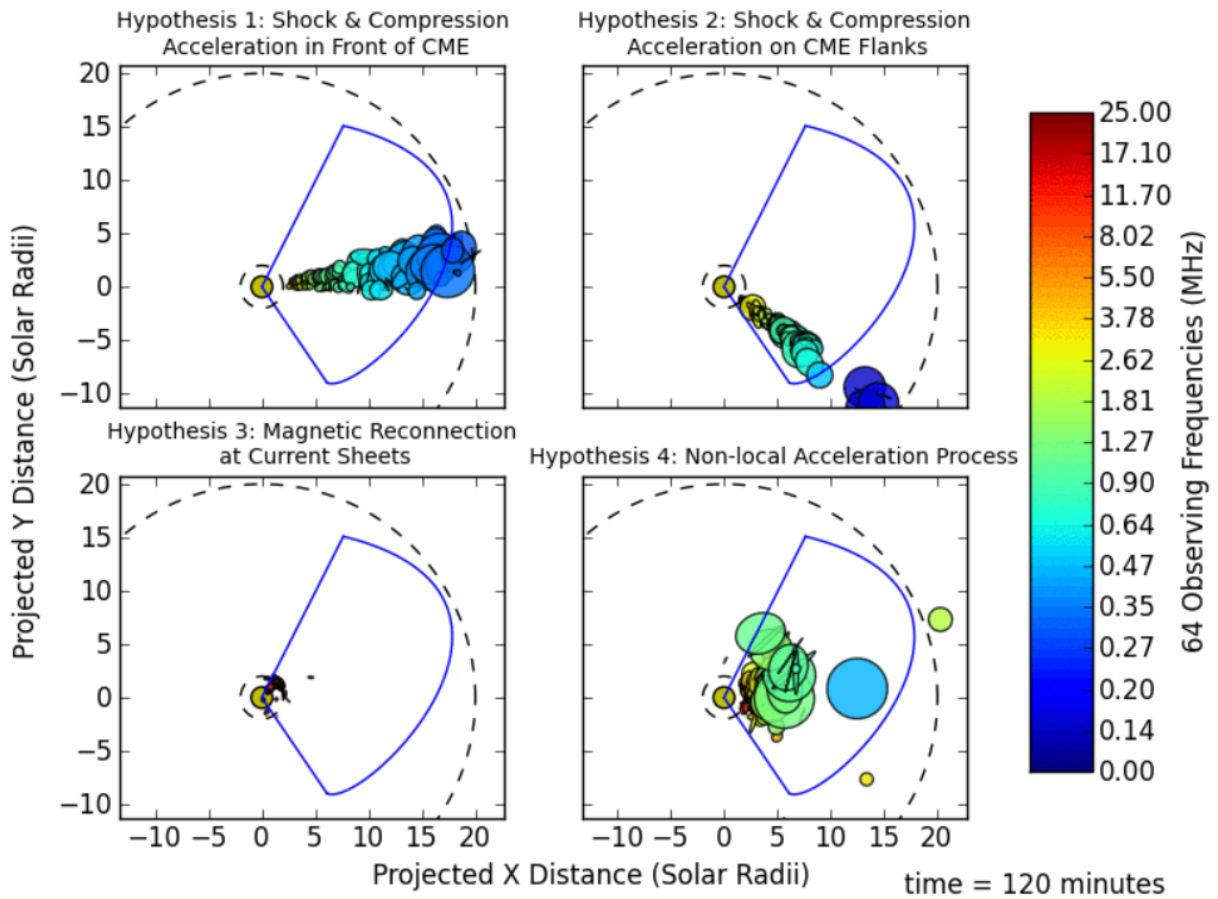 Hypothesis 1: Shock & Compression
Acceleration in Front of CME
Hypothesis 2: Shock & Compression
Acceleration on CME Flanks
20
15
10
5
0
−5
−10
Hypothesis 3: Magnetic Reconnection
at Current Sheets
Hypothesis 4: Non-local Acceleration Process
20
15
10
5
0
−5
−10
−10 −5 0 5 10 15 20
−10 −5 0 5 10 15 20
Projected X Distance (Solar Radii)
Projected Y Distance (Solar Radii)
25.00
17.10
11.70
8.02
5.50
3.78
2.62
1.81
1.27
0.90
0.64
0.47
0.35
0.27
0.20
0.14
0.00
64 Observing Frequencies (MHz)
time = 120 minutes